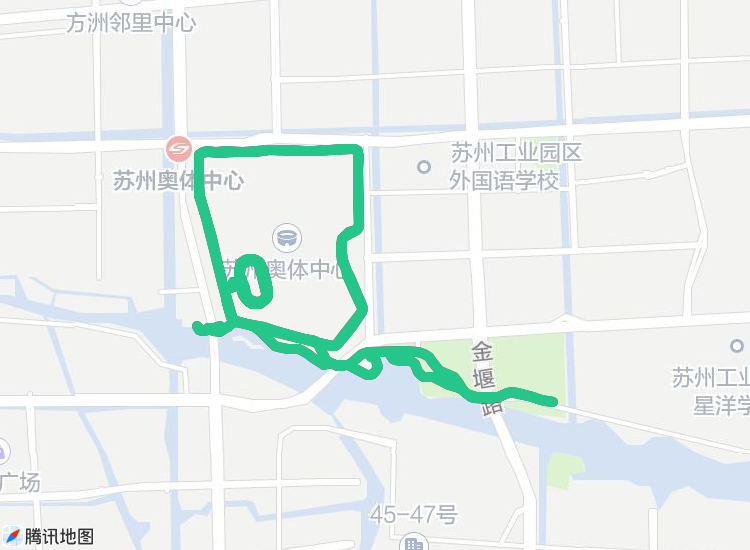 方洲邻里中心
苏州工业园区
外国语学校
苏州奥体中心
苏州奥体中心
金堰路
苏州工业
星洋学
广场
45-47号
腾讯地图